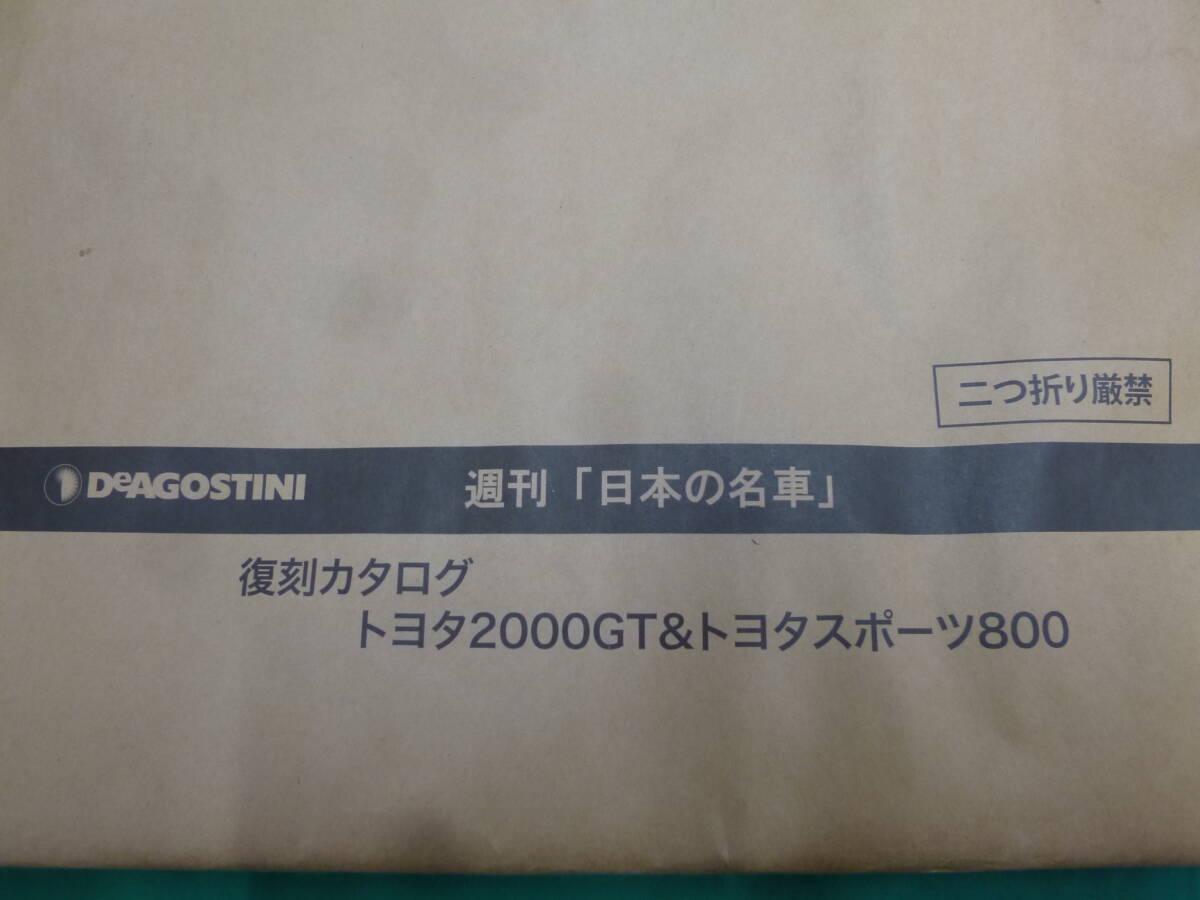 二つ折り厳禁
DeAGOSTINI 週刊「日本の名車」
復刻カタログ
トヨタ2000GT&トヨタスポーツ800